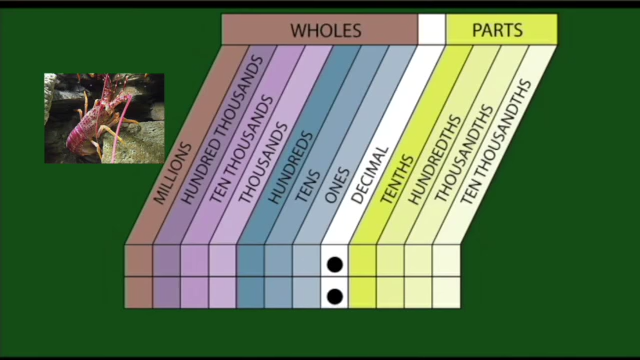 WHOLES
PARTS
MILLIONS
HUNDRED THOUSANDS
TEN THOUSANDS
THOUSANDS
HUNDREDS
TENS
ONES
DECIMAL
TENTHS
HUNDREDTHS
THOUSANDTHS
TEN THOUSANDTHS